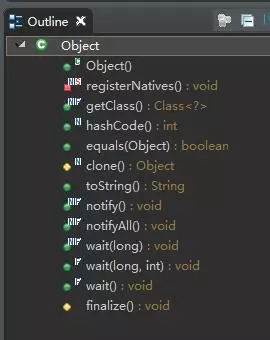 Outline
Object
Object()
registerNatives() : void
getClass() : Class<?>
hashCode() : int
equals(Object) : boolean
clone() : Object
toString() : String
notify() : void
notifyAll() : void
wait(long) : void
wait(long, int) : void
wait() : void
finalize() : void